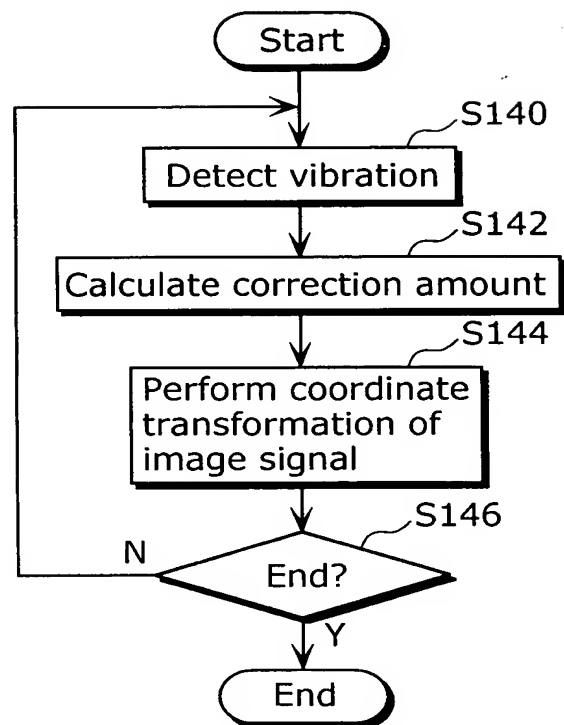 Start
S140
Detect vibration
S142
Calculate correction amount
S144
Perform coordinate
transformation of
image signal
S146
N
End?
Y
End